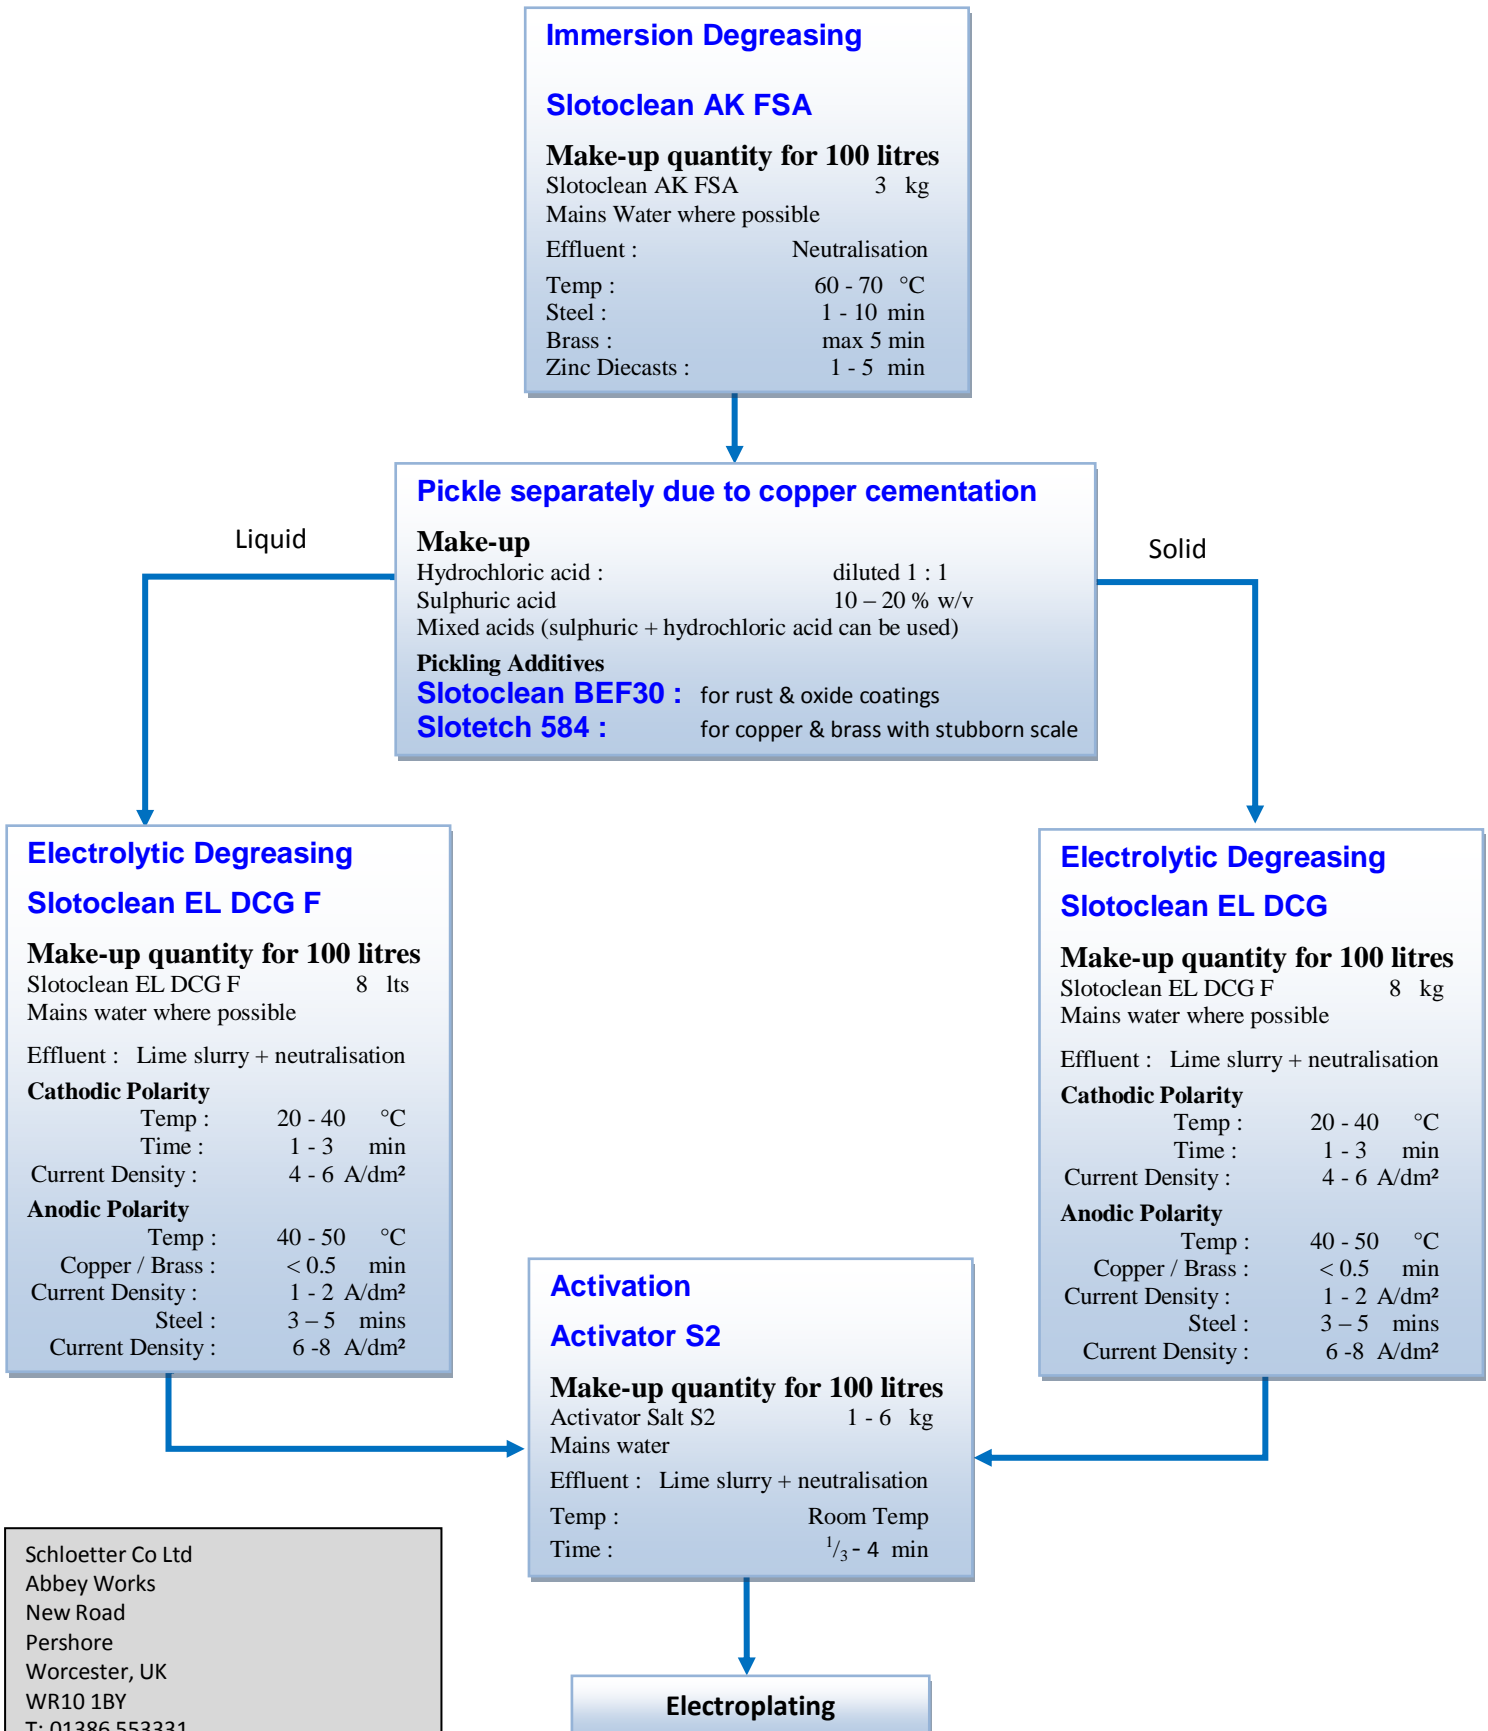 Immersion Degreasing
Slotoclean AK FSA
Make-up quantity for 100 litres
Slotoclean AK FSA 3 kg
Mains Water where possible
Effluent : Neutralisation
Temp : 60 - 70 °C
Steel : 1 - 10 min
Brass : max 5 min
Zinc Diecasts : 1 - 5 min
Pickle separately due to copper cementation
Make-up
Hydrochloric acid : diluted 1 : 1
Sulphuric acid 10 – 20 % w/v
Mixed acids (sulphuric + hydrochloric acid can be used)
Pickling Additives
Slotoclean BEF30 : for rust & oxide coatings
Slotetch 584 : for copper & brass with stubborn scale
Liquid
Solid
Electrolytic Degreasing
Slotoclean EL DCG F
Make-up quantity for 100 litres
Slotoclean EL DCG F 8 lts
Mains water where possible
Effluent : Lime slurry + neutralisation
Cathodic Polarity
Temp : 20 - 40 °C
Time : 1 - 3 min
Current Density : 4 - 6 A/dm²
Anodic Polarity
Temp : 40 - 50 °C
Copper / Brass : < 0.5 min
Current Density : 1 - 2 A/dm²
Steel : 3 – 5 mins
Current Density : 6 -8 A/dm²
Electrolytic Degreasing
Slotoclean EL DCG
Make-up quantity for 100 litres
Slotoclean EL DCG F 8 kg
Mains water where possible
Effluent : Lime slurry + neutralisation
Cathodic Polarity
Temp : 20 - 40 °C
Time : 1 - 3 min
Current Density : 4 - 6 A/dm²
Anodic Polarity
Temp : 40 - 50 °C
Copper / Brass : < 0.5 min
Current Density : 1 - 2 A/dm²
Steel : 3 – 5 mins
Current Density : 6 -8 A/dm²
Activation
Activator S2
Make-up quantity for 100 litres
Activator Salt S2 1 - 6 kg
Mains water
Effluent : Lime slurry + neutralisation
Temp : Room Temp
Time : 1/3 - 4 min
Electroplating
Schloetter Co Ltd
Abbey Works
New Road
Pershore
Worcester, UK
WR10 1BY
T: 01386 553331